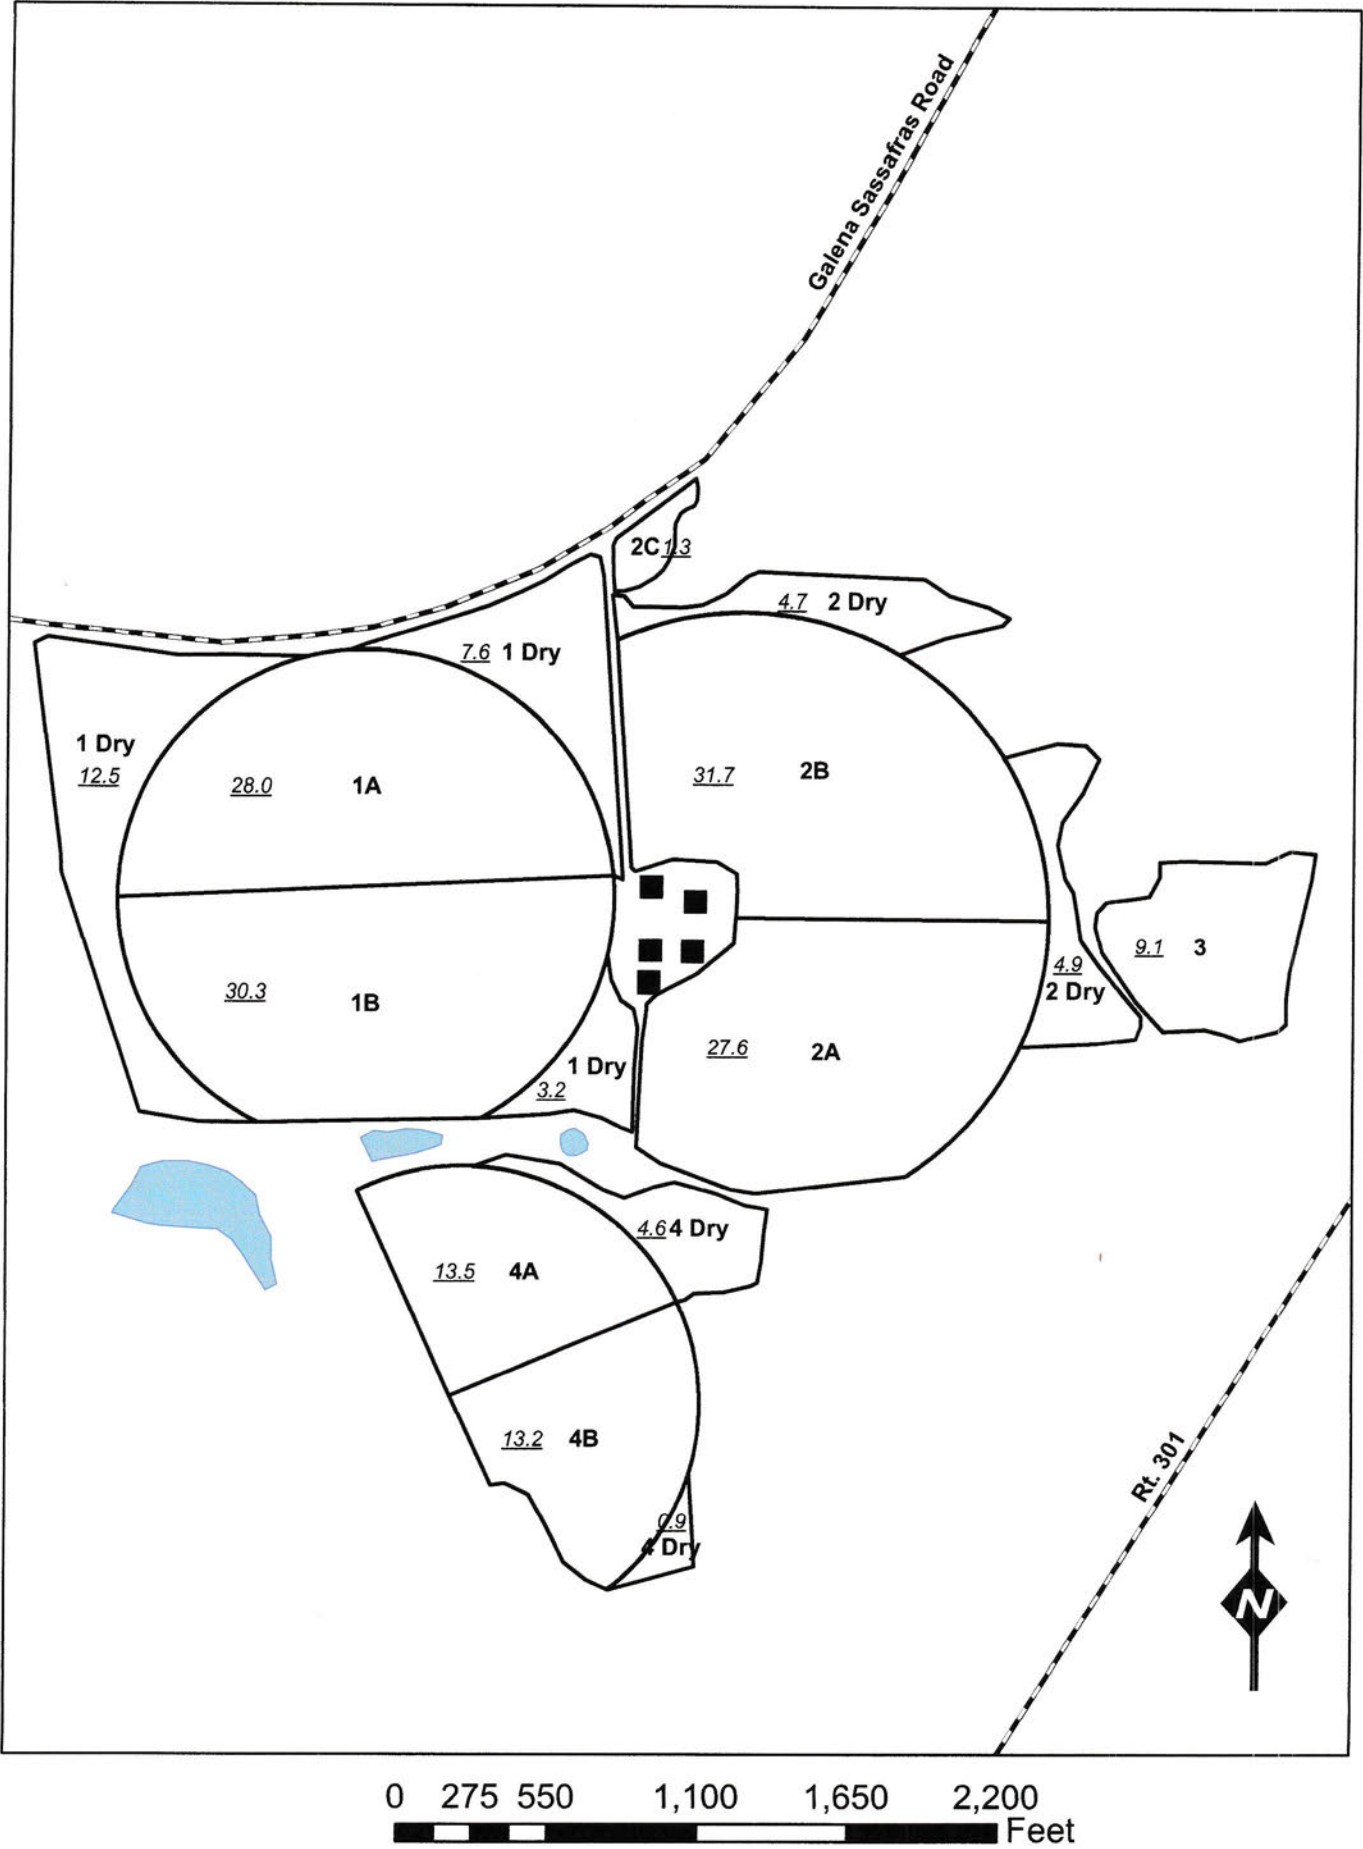 Galena Sassafras Road
2C 1.3
4.7 2 Dry
7.6 1 Dry
1 Dry
12.5
28.0 1A
31.7 2B
9.1 3
4.9
2 Dry
30.3 1B
27.6 2A
1 Dry
3.2
4.6 4 Dry
13.5 4A
13.2 4B
Rt. 301
0.9
4 Dry
N
0 275 550 1,100 1,650 2,200
Feet